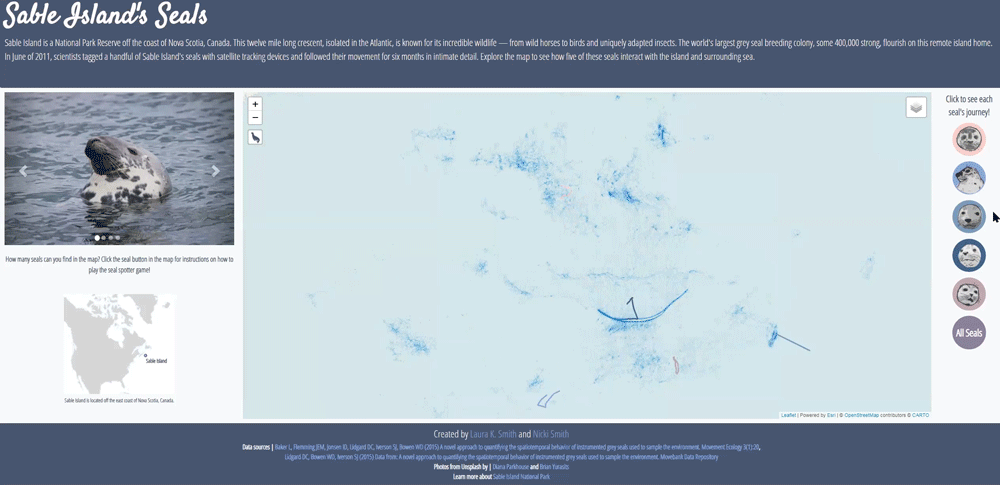 Sable Island's Seals
Sable Island is a National Park Reserve off the coast of Nova Scotia, Canada. This twelve mile long crescent, isolated in the Atlantic, is known for its incredible wildlife — from wild horses to birds and uniquely adapted insects. The world's largest grey seal breeding colony, some 400,000 strong, flourish on this remote island home.
In June of 2011, scientists tagged a handful of Sable Island's seals with satellite tracking devices and followed their movement for six months in intimate detail. Explore the map to see how five of these seals interact with the island and surrounding sea.
+
−
How many seals can you find in the map? Click the seal button in the map for instructions on how to
play the seal spotter game!
Sable Island
Sable Island is located off the east coast of Nova Scotia, Canada.
Click to see each
seal's journey!
All Seals
Leaflet | Powered by Esri | © OpenStreetMap contributors © CARTO
Created by Laura K. Smith and Nicki Smith
Data sources | Baker L, Flemming JEM, Jonsen ID, Lidgard DC, Iverson SJ, Bowen WD (2015) A novel approach to quantifying the spatiotemporal behavior of instrumented grey seals used to sample the environment. Movement Ecology 3(1):20,
Lidgard DC, Bowen WD, Iverson SJ (2015) Data from: A novel approach to quantifying the spatiotemporal behavior of instrumented grey seals used to sample the environment. Movebank Data Repository
Photos from Unsplash by | Diana Parkhouse and Brian Yurasits
Learn more about Sable Island National Park